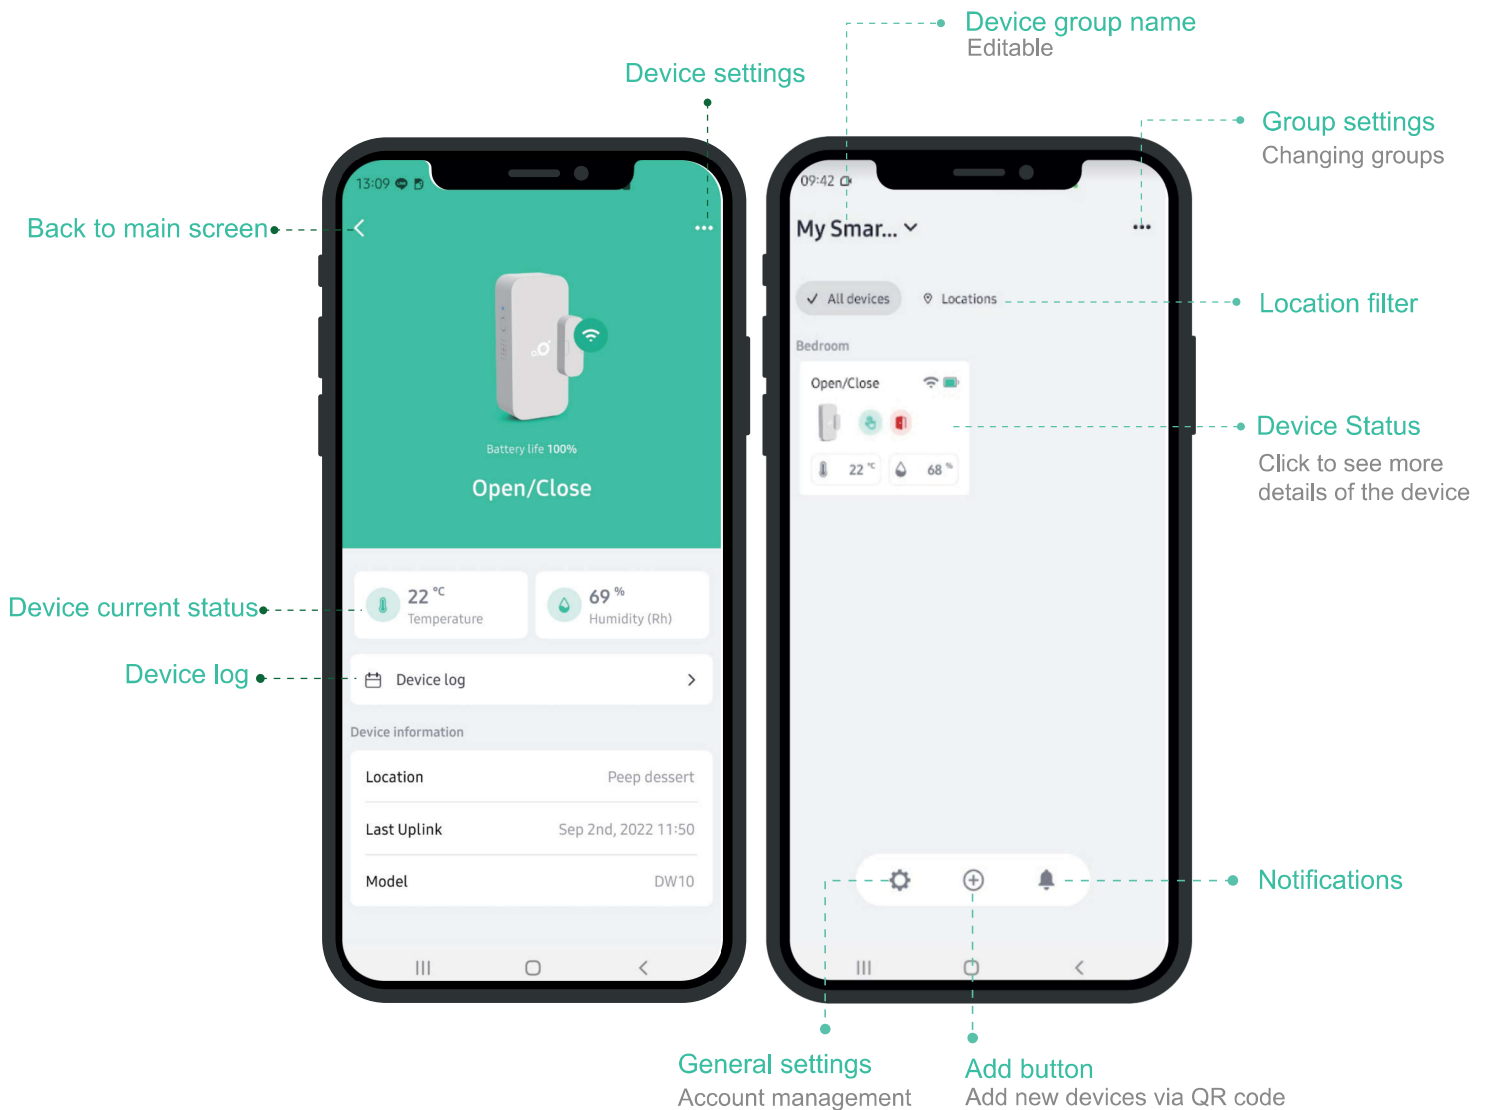 Device group name
Editable
Device settings
Group settings
Changing groups
Back to main screen
Device current status
Device log
13:09
Battery life 100%
Open/Close
22 °C
Temperature
69 %
Humidity (Rh)
Device log
Device information
Location Peep dessert
Last Uplink Sep 2nd, 2022 11:50
Model DW10
09:42
My Smar...
All devices
Locations
Bedroom
Open/Close
22 °C
68 %
Location filter
Device Status
Click to see more
details of the device
Notifications
General settings
Account management
Add button
Add new devices via QR code